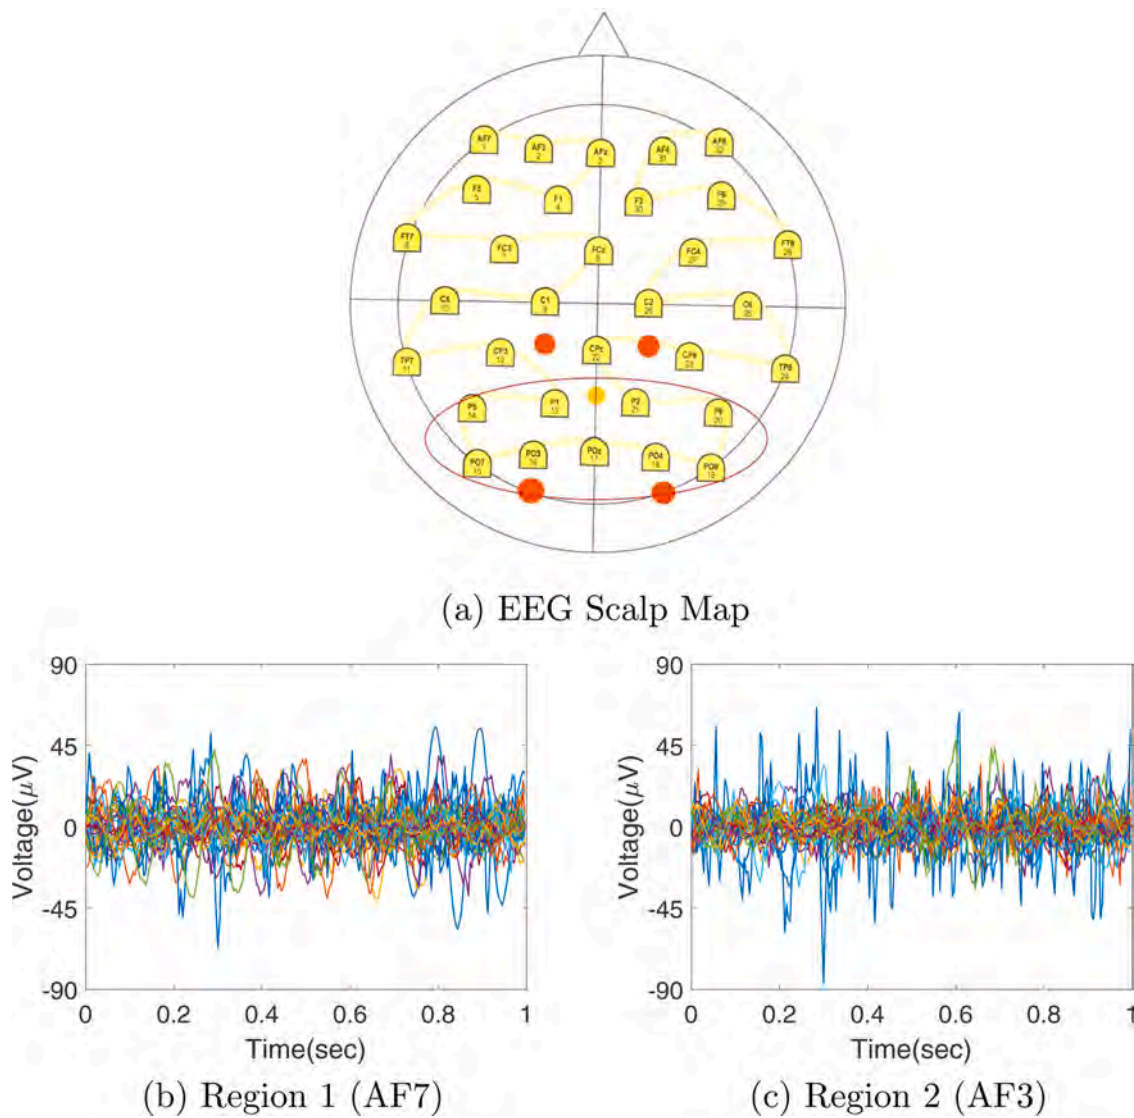 AF7 AF3 AFz AF4 AF8
1 2 3 31 32
F5 F1 F2 F6
5 4 30 29
FT7 FC3 FCz FC4 FT8
6 7 8 27 28
C5 C1 C2 C6
10 9 26 25
TP7 CP3 CPz CP4 TP8
11 12 22 23 24
P5 P1 P2 P6
14 13 21 20
PO7 PO3 POz PO4 PO8
15 16 17 18 19
(a) EEG Scalp Map
90
45
0
-45
-90
Voltage(μV)
0 0.2 0.4 0.6 0.8 1
Time(sec)
(b) Region 1 (AF7)
90
45
0
-45
-90
Voltage(μV)
0 0.2 0.4 0.6 0.8 1
Time(sec)
(c) Region 2 (AF3)